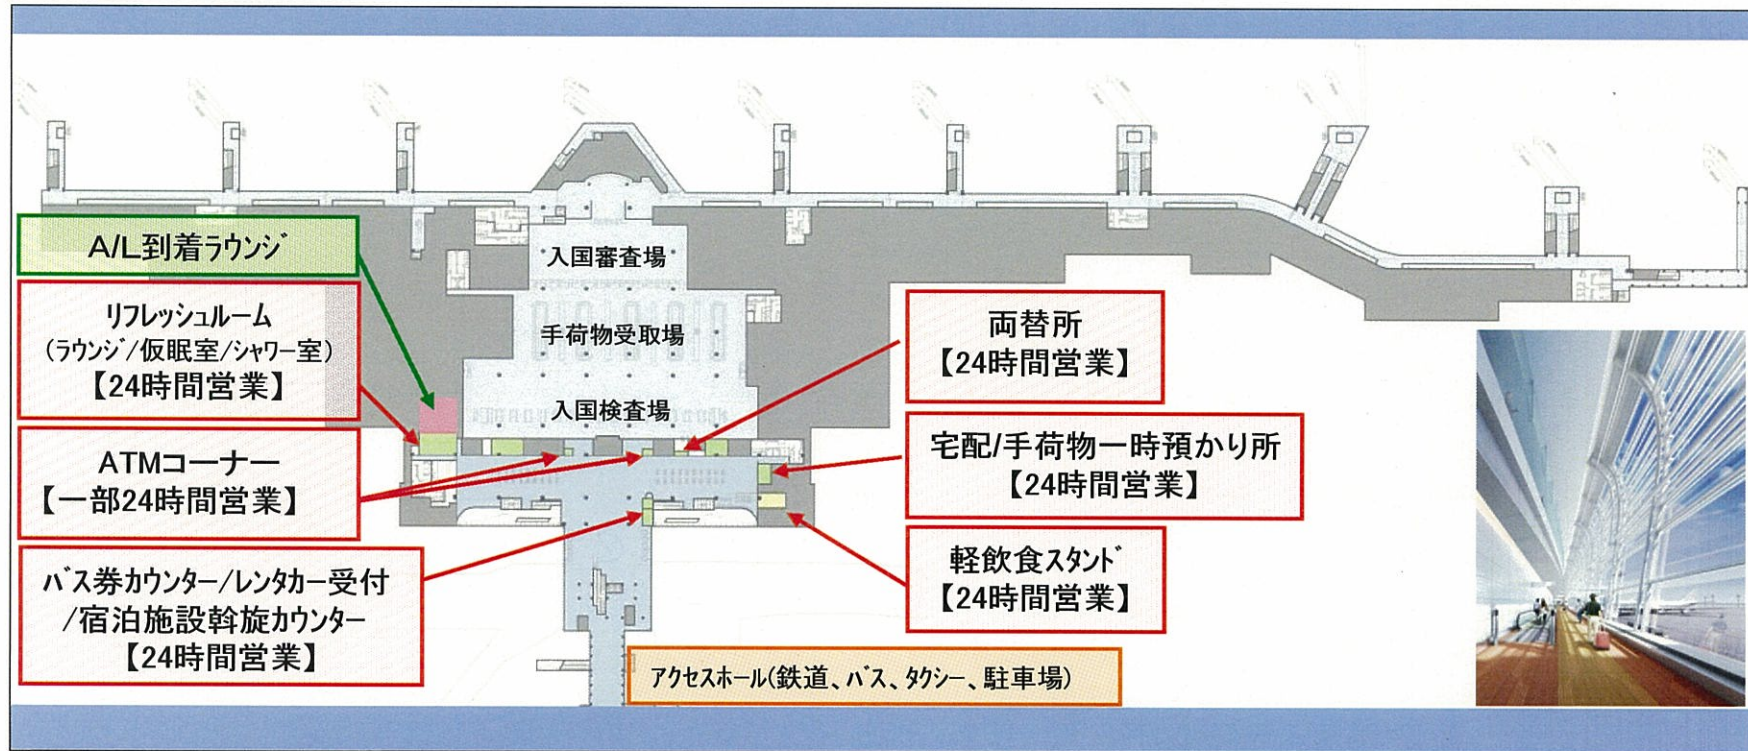 A/L到着ラウンジ
リフレッシュルーム
(ラウンジ/仮眠室/シャワー室)
【24時間営業】
ATMコーナー
【一部24時間営業】
バス券カウンター/レンタカー受付
/宿泊施設斡旋カウンター
【24時間営業】
入国審査場
手荷物受取場
入国検査場
両替所
【24時間営業】
宅配/手荷物一時預かり所
【24時間営業】
軽飲食スタンド
【24時間営業】
アクセスホール(鉄道、バス、タクシー、駐車場)